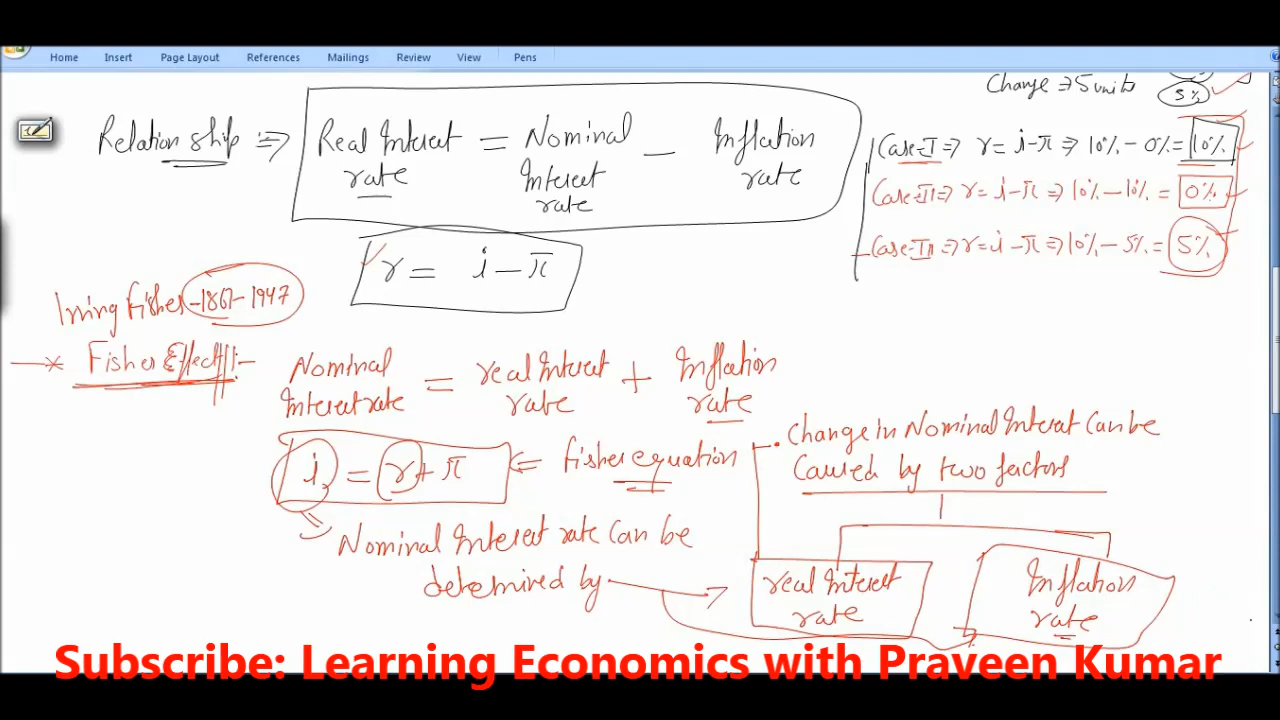 Home Insert Page Layout References Mailings Review View Pens
Change ⇒ 5 units 5%
Relationship ⇒ Real Interest rate = Nominal Interest rate – Inflation rate
r = i – π
Case-I ⇒ r = i – π ⇒ 10% – 0% = 10%
Case-II ⇒ r = i – π ⇒ 10% – 10% = 0%
Case-III ⇒ r = i – π ⇒ 10% – 5% = 5%
Irving Fisher – 1867 – 1947
* Fisher Effect :–
Nominal Interest rate = real Interest rate + Inflation rate
i = r + π ⇐ fisher equation
Nominal Interest rate can be
determined by
• Change in Nominal Interest can be
Caused by two factors
real Interest rate
Inflation rate
Subscribe: Learning Economics with Praveen Kumar